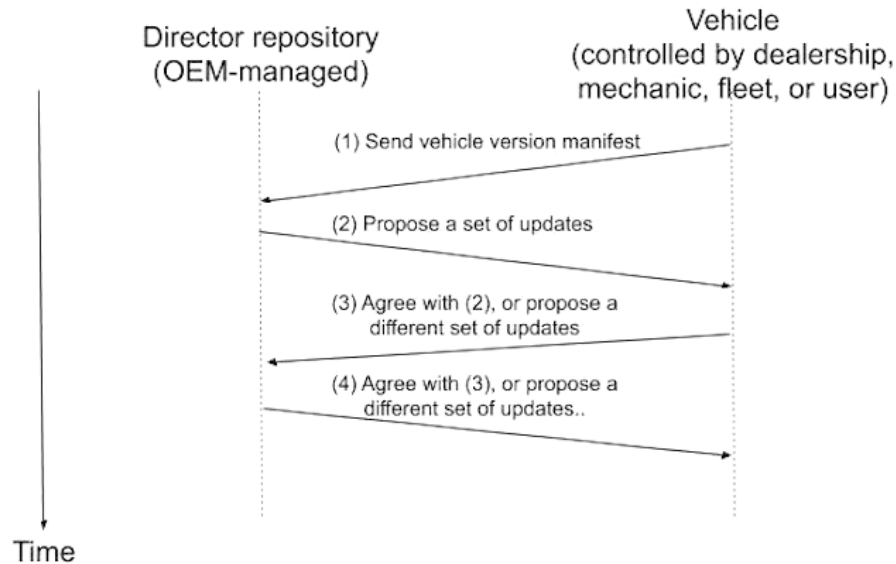 Director repository
(OEM-managed)
Vehicle
(controlled by dealership,
mechanic, fleet, or user)
(1) Send vehicle version manifest
(2) Propose a set of updates
(3) Agree with (2), or propose a
different set of updates
(4) Agree with (3), or propose a
different set of updates..
Time